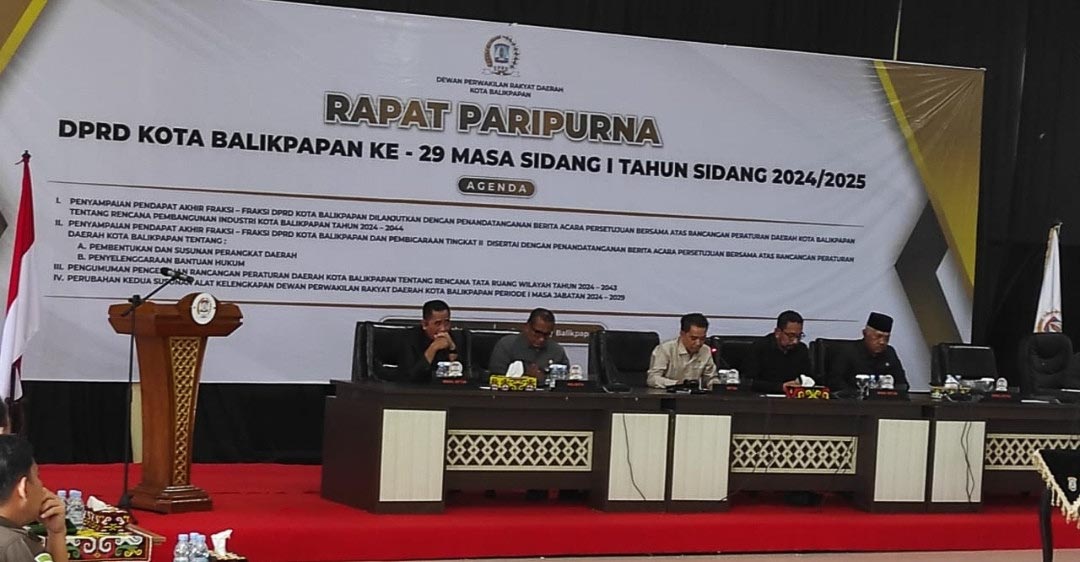 DEWAN PERWAKILAN RAKYAT DAERAH
KOTA BALIKPAPAN
RAPAT PARIPURNA
DPRD KOTA BALIKPAPAN KE - 29 MASA SIDANG I TAHUN SIDANG 2024/2025
AGENDA
I. PENYAMPAIAN PENDAPAT AKHIR FRAKSI – FRAKSI DPRD KOTA BALIKPAPAN DILANJUTKAN DENGAN PENANDATANGANAN BERITA ACARA PERSETUJUAN BERSAMA ATAS RANCANGAN PERATURAN DAERAH KOTA BALIKPAPAN
TENTANG RENCANA PEMBANGUNAN INDUSTRI KOTA BALIKPAPAN TAHUN 2024 – 2044
II. PENYAMPAIAN PENDAPAT AKHIR FRAKSI – FRAKSI DPRD KOTA BALIKPAPAN DAN PEMBICARAAN TINGKAT II DISERTAI DENGAN PENANDATANGANAN BERITA ACARA PERSETUJUAN BERSAMA ATAS RANCANGAN PERATURAN
DAERAH KOTA BALIKPAPAN TENTANG :
A. PEMBENTUKAN DAN SUSUNAN PERANGKAT DAERAH
B. PENYELENGGARAAN BANTUAN HUKUM
III. PENGUMUMAN RANCANGAN PERATURAN DAERAH KOTA BALIKPAPAN TENTANG RENCANA TATA RUANG WILAYAH TAHUN 2024 – 2043
IV. PERUBAHAN KEDUA SUSUNAN ALAT KELENGKAPAN DEWAN PERWAKILAN RAKYAT DAERAH KOTA BALIKPAPAN PERIODE I MASA JABATAN 2024 – 2029